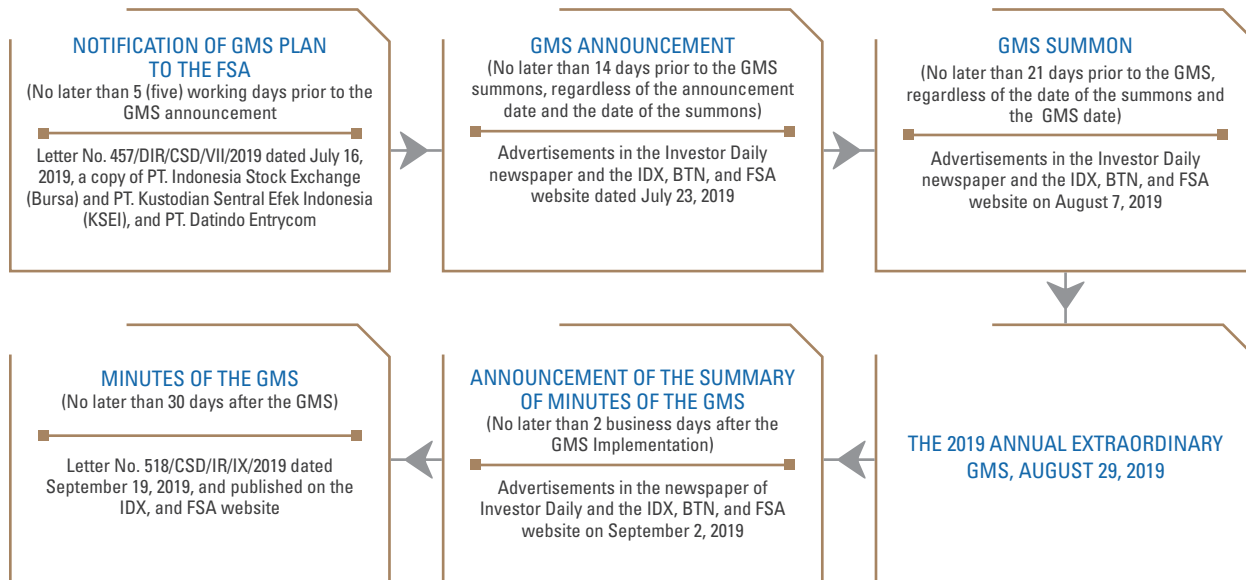 NOTIFICATION OF GMS PLAN
TO THE FSA
(No later than 5 (five) working days prior to the
GMS announcement
Letter No. 457/DIR/CSD/VII/2019 dated July 16,
2019, a copy of PT. Indonesia Stock Exchange
(Bursa) and PT. Kustodian Sentral Efek Indonesia
(KSEI), and PT. Datindo Entrycom
GMS ANNOUNCEMENT
(No later than 14 days prior to the GMS
summons, regardless of the announcement
date and the date of the summons)
Advertisements in the Investor Daily
newspaper and the IDX, BTN, and FSA
website dated July 23, 2019
GMS SUMMON
(No later than 21 days prior to the GMS,
regardless of the date of the summons and
the GMS date)
Advertisements in the Investor Daily
newspaper and the IDX, BTN, and FSA
website on August 7, 2019
THE 2019 ANNUAL EXTRAORDINARY
GMS, AUGUST 29, 2019
ANNOUNCEMENT OF THE SUMMARY
OF MINUTES OF THE GMS
(No later than 2 business days after the
GMS Implementation)
Advertisements in the newspaper of
Investor Daily and the IDX, BTN, and FSA
website on September 2, 2019
MINUTES OF THE GMS
(No later than 30 days after the GMS)
Letter No. 518/CSD/IR/IX/2019 dated
September 19, 2019, and published on the
IDX, and FSA website